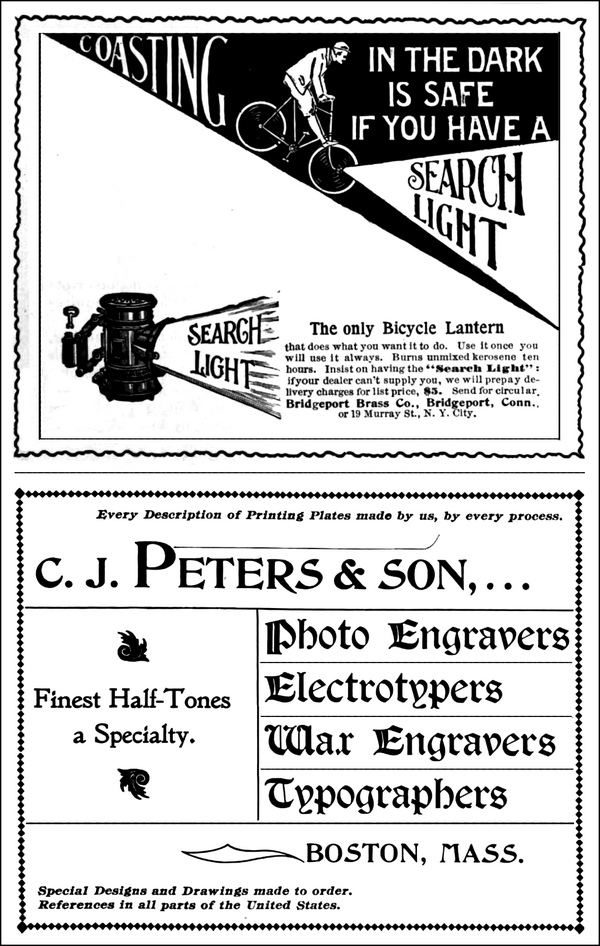 COASTING
IN THE DARK
IS SAFE
IF YOU HAVE A
SEARCH
LIGHT
SEARCH
LIGHT
The only Bicycle Lantern
that does what you want it to do. Use it once you
will use it always. Burns unmixed kerosene ten
hours. Insist on having the "Search Light":
ifyour dealer can't supply you, we will prepay de-
livery charges for list price, $5. Send for circular.
Bridgeport Brass Co., Bridgeport, Conn.,
or 19 Murray St., N. Y. City.
Every Description of Printing Plates made by us, by every process.
C. J. PETERS & SON,...
Finest Half-Tones
a Specialty.
Photo Engravers
Electrotypers
Wax Engravers
Typographers
BOSTON, MASS.
Special Designs and Drawings made to order.
References in all parts of the United States.